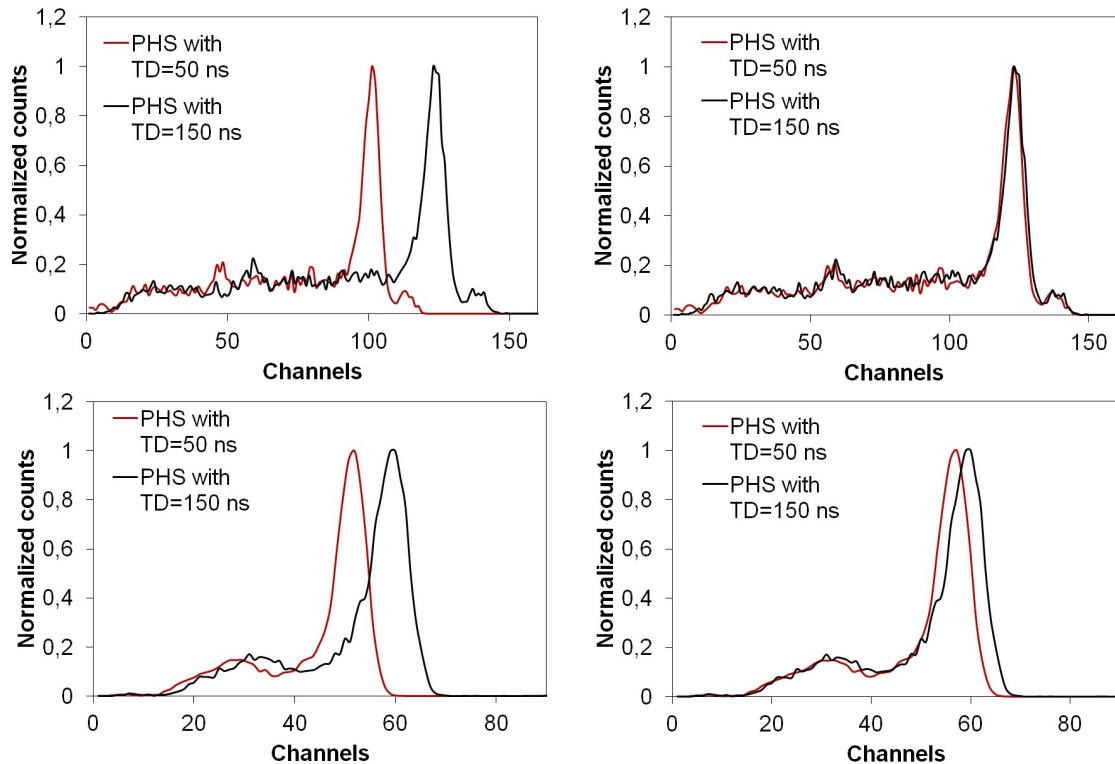 1,2
1
0,8
0,6
0,4
0,2
0
Normalized counts
PHS with
TD=50 ns
PHS with
TD=150 ns
0
50
100
150
Channels
1,2
1
0,8
0,6
0,4
0,2
0
Normalized counts
PHS with
TD=50 ns
PHS with
TD=150 ns
0
50
100
150
Channels
1,2
1
0,8
0,6
0,4
0,2
0
Normalized counts
PHS with
TD=50 ns
PHS with
TD=150 ns
0
20
40
60
80
Channels
1,2
1
0,8
0,6
0,4
0,2
0
Normalized counts
PHS with
TD=50 ns
PHS with
TD=150 ns
0
20
40
60
80
Channels